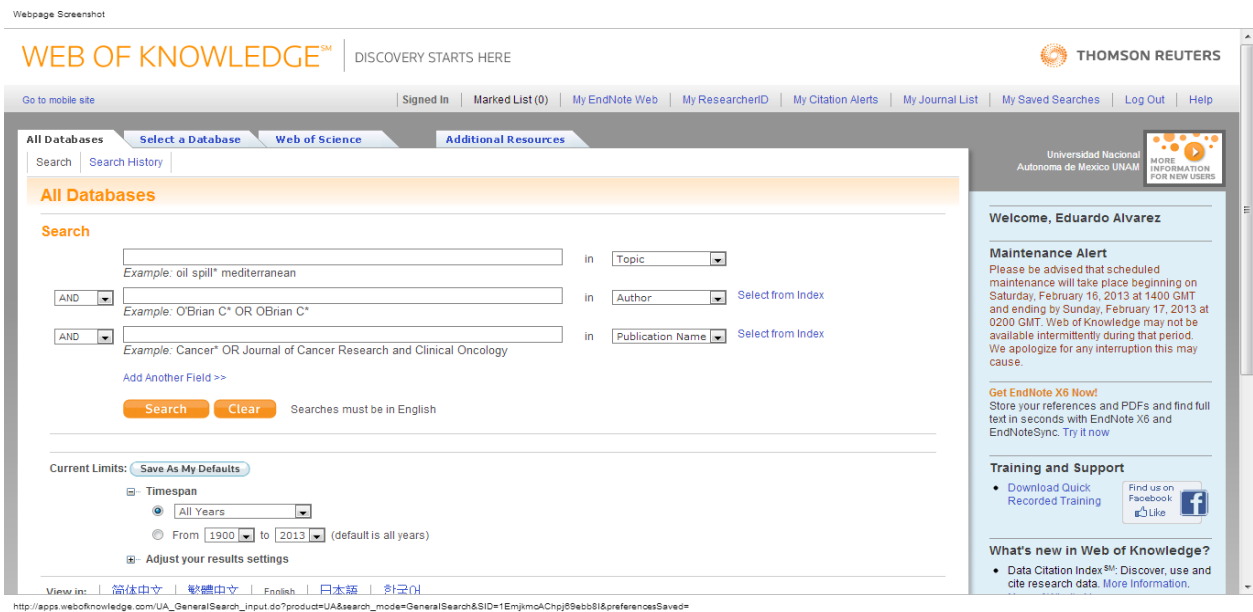 Webpage Screenshot
WEB OF KNOWLEDGE℠ DISCOVERY STARTS HERE
THOMSON REUTERS
Go to mobile site
Signed In Marked List (0) My EndNote Web My ResearcherID My Citation Alerts My Journal List My Saved Searches Log Out Help
All Databases Select a Database Web of Science Additional Resources
Search Search History
All Databases
Search
in Topic
Example: oil spill* mediterranean
AND in Author Select from Index
Example: O'Brian C* OR OBrian C*
AND in Publication Name Select from Index
Example: Cancer* OR Journal of Cancer Research and Clinical Oncology
Add Another Field >>
Search Clear Searches must be in English
Current Limits: Save As My Defaults
Timespan
All Years
From 1900 to 2013 (default is all years)
Adjust your results settings
View in: 简体中文 繁體中文 English 日本語 한국어
Universidad Nacional
Autonoma de Mexico UNAM
MORE
INFORMATION
FOR NEW USERS
Welcome, Eduardo Alvarez
Maintenance Alert
Please be advised that scheduled
maintenance will take place beginning on
Saturday, February 16, 2013 at 1400 GMT
and ending by Sunday, February 17, 2013 at
0200 GMT. Web of Knowledge may not be
available intermittently during that period.
We apologize for any interruption this may
cause.
Get EndNote X6 Now!
Store your references and PDFs and find full
text in seconds with EndNote X6 and
EndNoteSync. Try it now
Training and Support
Download Quick
Recorded Training
Find us on
Facebook
Like
What's new in Web of Knowledge?
Data Citation Index℠: Discover, use and
cite research data. More Information.
http://apps.webofknowledge.com/UA_GeneralSearch_input.do?product=UA&search_mode=GeneralSearch&SID=1EmjkmoAChpj69ebb8I&preferencesSaved=